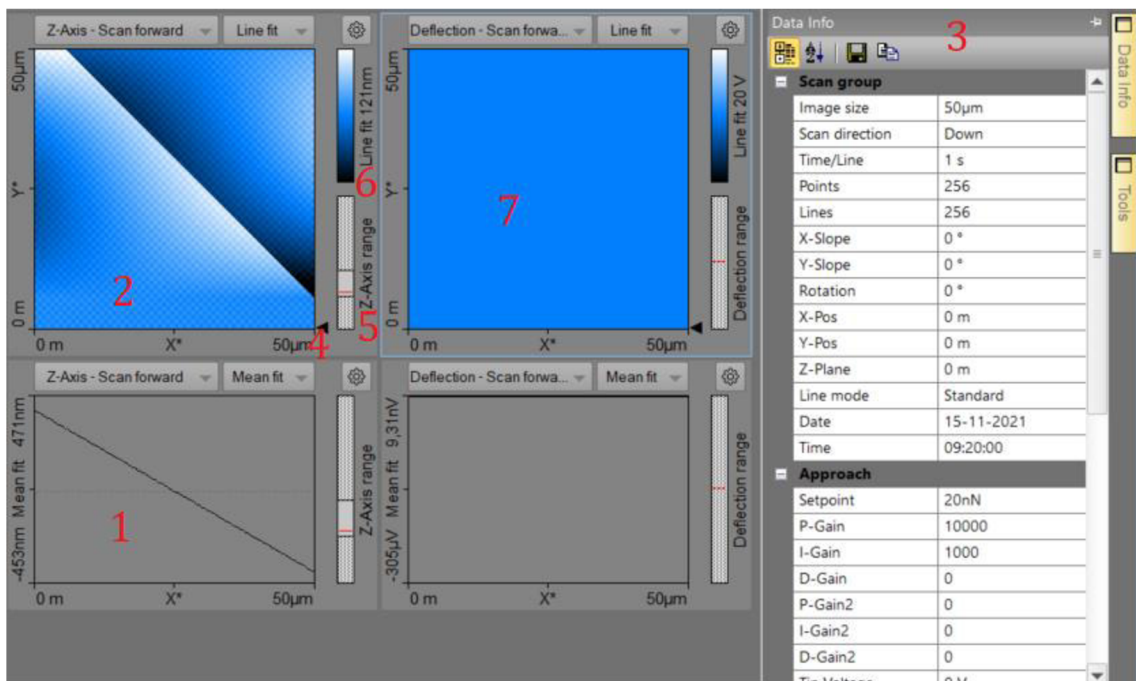 Z-Axis - Scan forward
Line fit
50µm
Y*
0 m
0 m
X*
50µm
Line fit 121nm
Z-Axis range
2
4
5
6
Deflection - Scan forwa...
Line fit
50µm
Y*
0 m
0 m
X*
50µm
Line fit 20 V
Deflection range
7
Z-Axis - Scan forward
Mean fit
-453nm Mean fit 471nm
0 m
X*
50µm
Z-Axis range
1
Deflection - Scan forwa...
Mean fit
-305µV Mean fit 9,31nV
0 m
X*
50µm
Deflection range
Data Info
3
Scan group
Image size 50µm
Scan direction Down
Time/Line 1 s
Points 256
Lines 256
X-Slope 0 °
Y-Slope 0 °
Rotation 0 °
X-Pos 0 m
Y-Pos 0 m
Z-Plane 0 m
Line mode Standard
Date 15-11-2021
Time 09:20:00
Approach
Setpoint 20nN
P-Gain 10000
I-Gain 1000
D-Gain 0
P-Gain2 0
I-Gain2 0
D-Gain2 0
Tip Voltage 0 V
Data Info
Tools